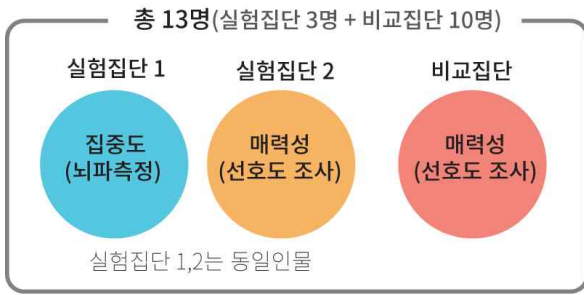 총 13명(실험집단 3명 + 비교집단 10명)
실험집단 1
실험집단 2
비교집단
집중도
(뇌파측정)
매력성
(선호도 조사)
매력성
(선호도 조사)
실험집단 1,2는 동일인물